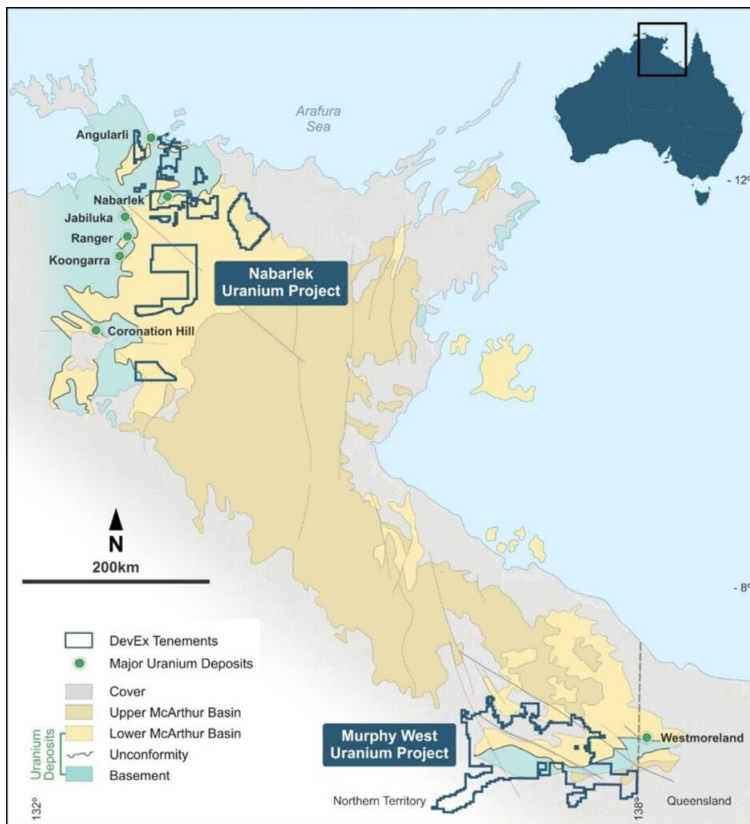 Arafura
Sea
- 12°
Angularli
Nabarlek
Jabiluka
Ranger
Koongarra
Nabarlek
Uranium Project
Coronation Hill
N
200km
- 8°
DevEx Tenements
Major Uranium Deposits
Cover
Upper McArthur Basin
Lower McArthur Basin
Unconformity
Basement
Uranium
Deposits
Murphy West
Uranium Project
Westmoreland
Northern Territory
Queensland
132°
138°